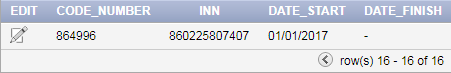 EDIT CODE_NUMBER INN DATE_START DATE_FINISH
864996 860225807407 01/01/2017 -
row(s) 16 - 16 of 16